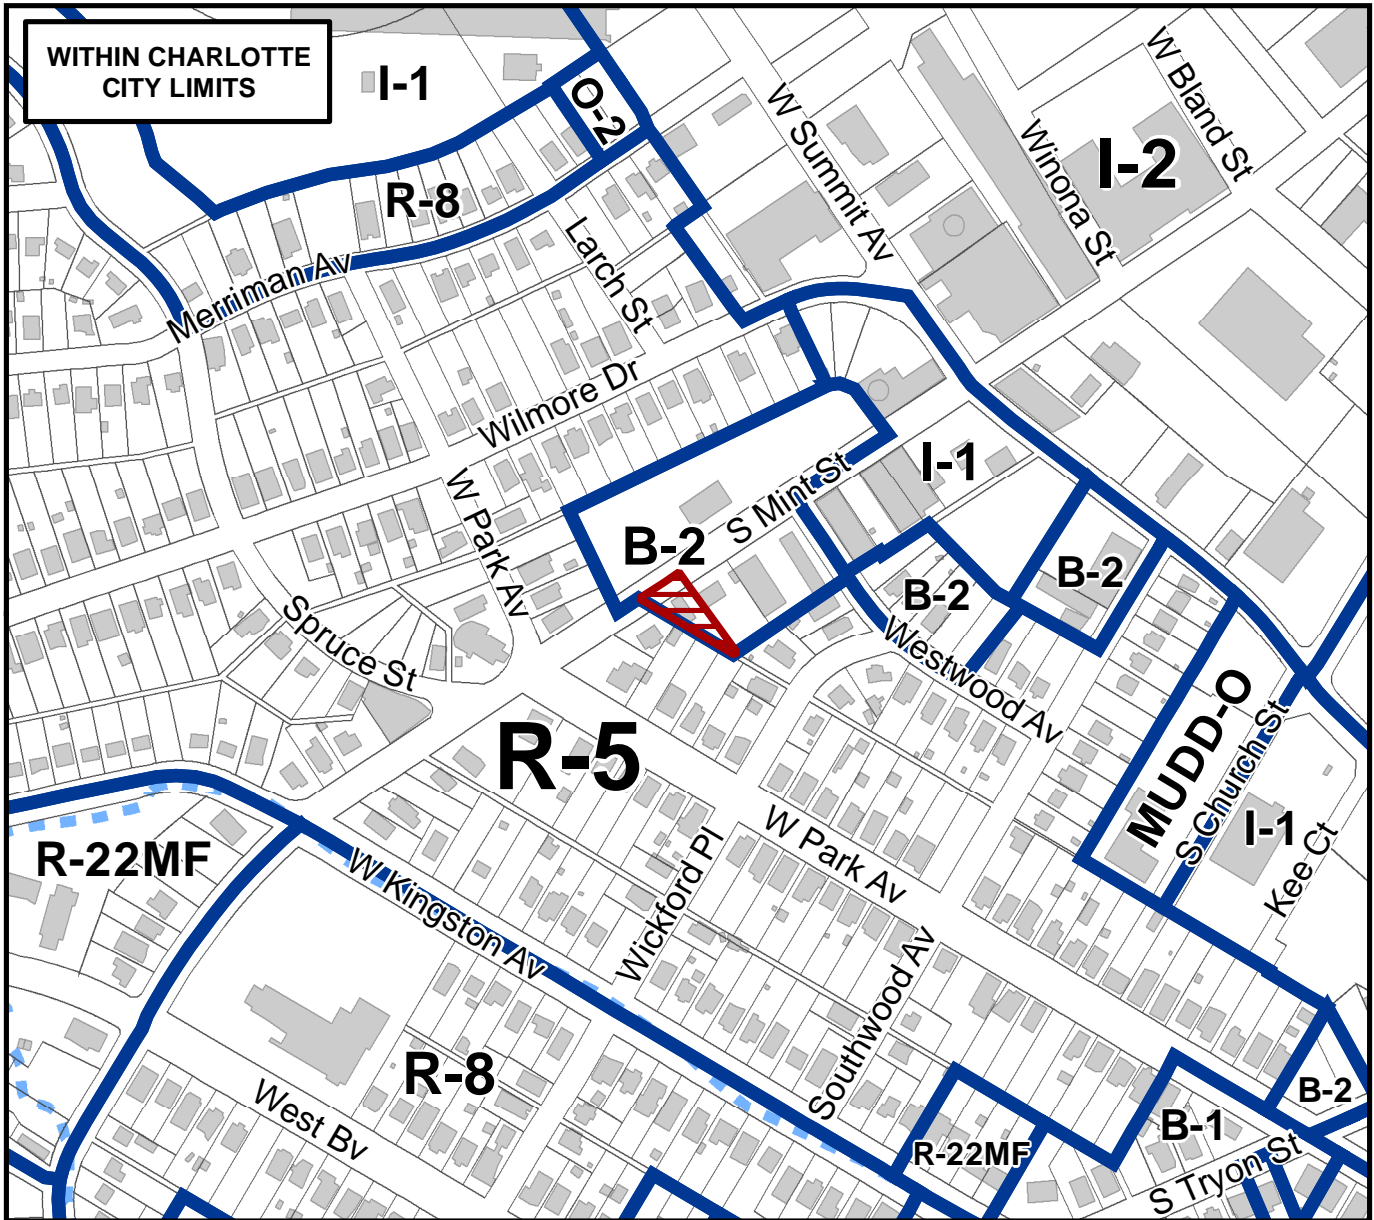 WITHIN CHARLOTTE
CITY LIMITS
I-1
O-2
W Bland St
W Summit Av
Winona St
I-2
R-8
Larch St
Merriman Av
Wilmore Dr
W Park Av
S Mint St
I-1
B-2
B-2
B-2
Spruce St
Westwood Av
R-5
MUDD-O
S Church St
I-1
Kee Ct
R-22MF
W Kingston Av
Wickford Pl
W Park Av
Southwood Av
R-8
West Bv
B-2
B-1
R-22MF
S Tryon St